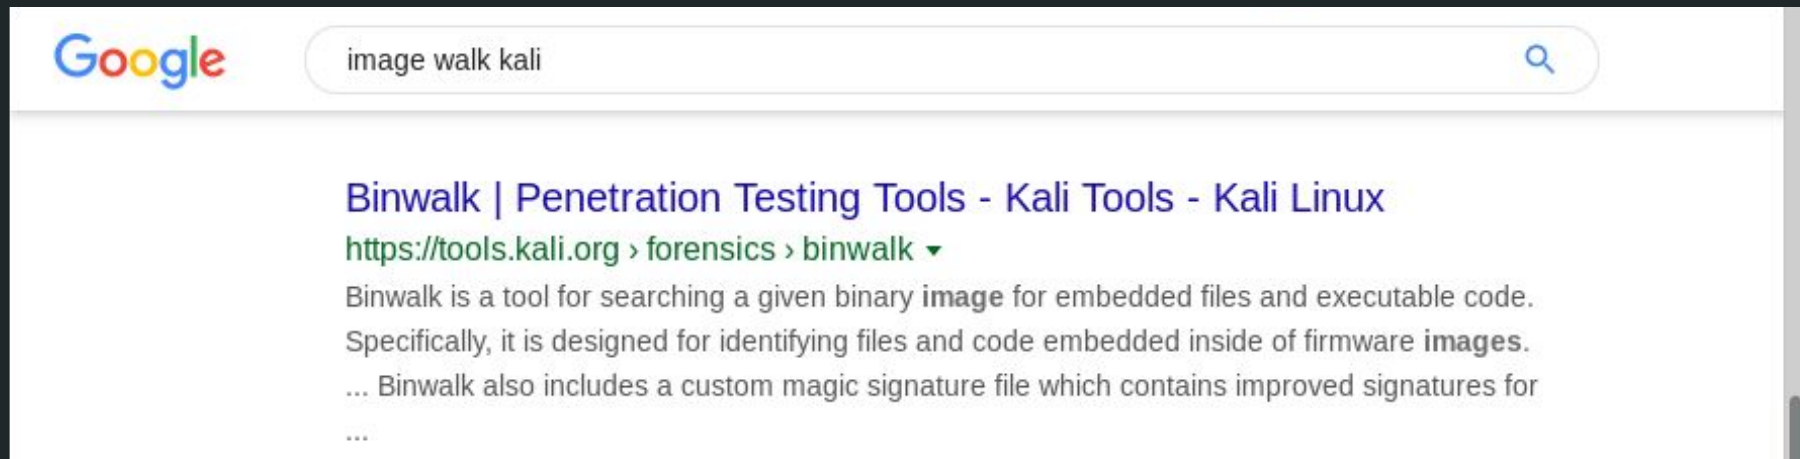 Google
image walk kali
Binwalk | Penetration Testing Tools - Kali Tools - Kali Linux
https://tools.kali.org › forensics › binwalk
Binwalk is a tool for searching a given binary image for embedded files and executable code.
Specifically, it is designed for identifying files and code embedded inside of firmware images.
... Binwalk also includes a custom magic signature file which contains improved signatures for
...